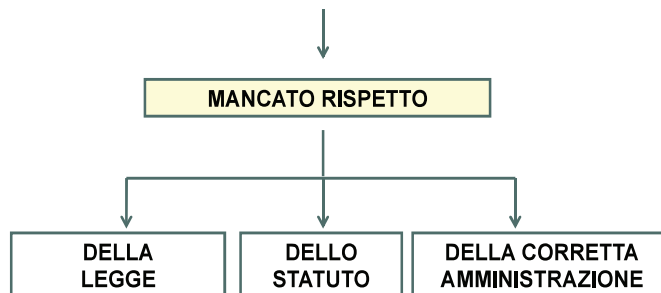 MANCATO RISPETTO
DELLA
LEGGE
DELLO
STATUTO
DELLA CORRETTA
AMMINISTRAZIONE